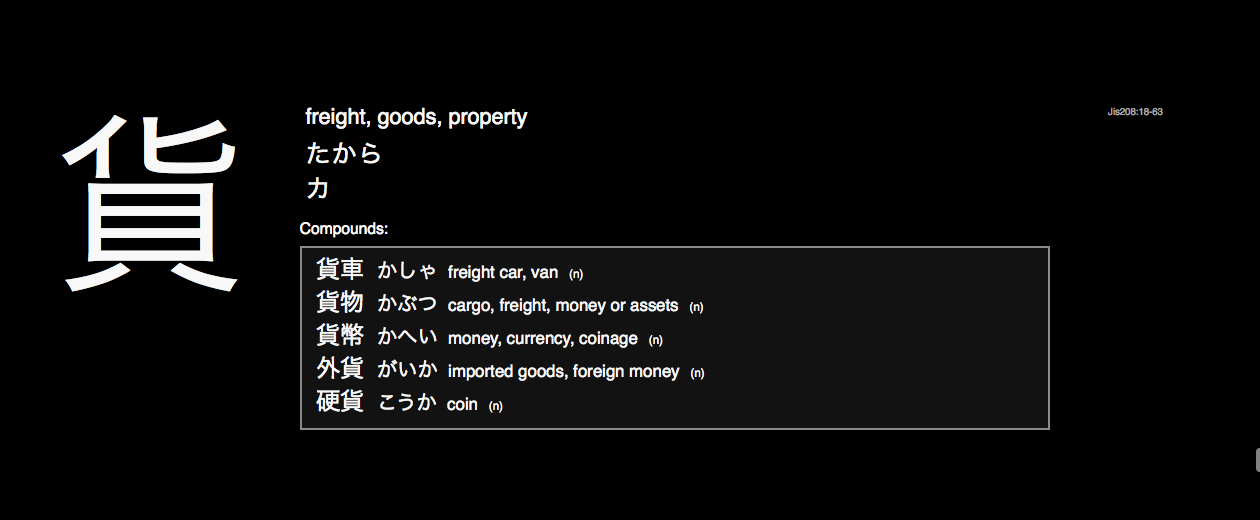 貨
freight, goods, property
Jis208:18-63
たから
カ
Compounds:
貨車 かしゃ freight car, van (n)
貨物 かぶつ cargo, freight, money or assets (n)
貨幣 かへい money, currency, coinage (n)
外貨 がいか imported goods, foreign money (n)
硬貨 こうか coin (n)